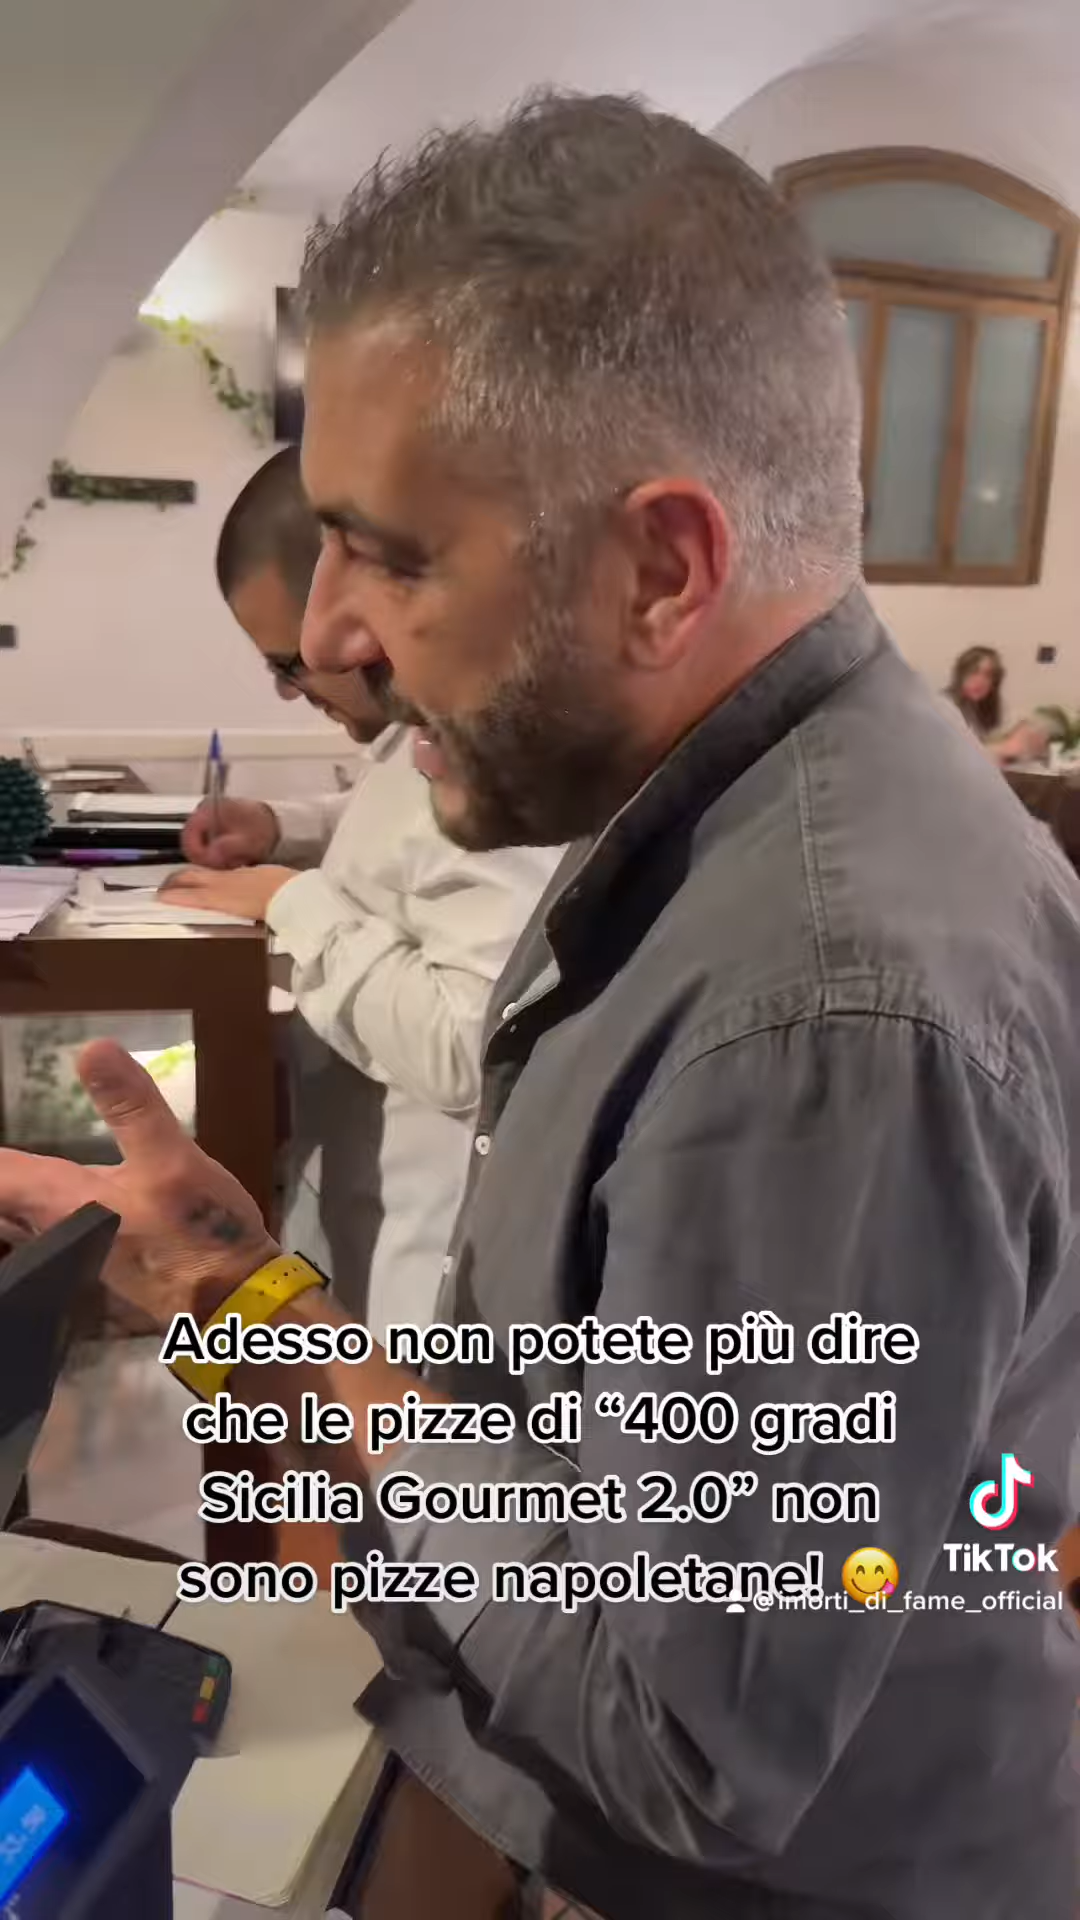 Adesso non potete più dire
che le pizze di “400 gradi
Sicilia Gourmet 2.0” non
sono pizze napoletane! 😋
TikTok
@imorti_di_fame_official